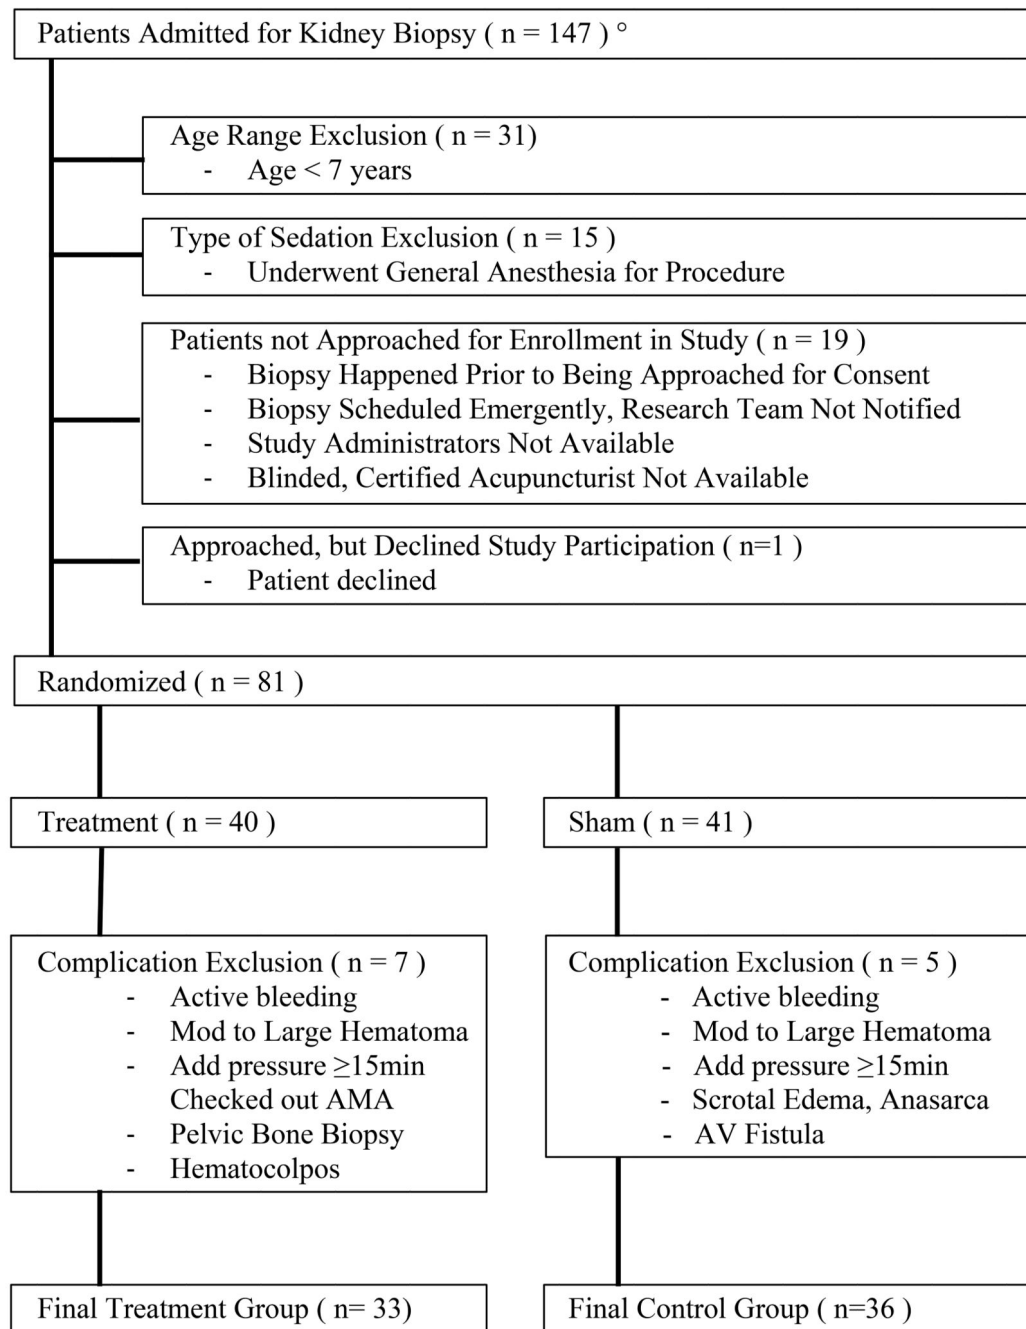 Patients Admitted for Kidney Biopsy ( n = 147 ) °
Age Range Exclusion ( n = 31)
- Age < 7 years
Type of Sedation Exclusion ( n = 15 )
- Underwent General Anesthesia for Procedure
Patients not Approached for Enrollment in Study ( n = 19 )
- Biopsy Happened Prior to Being Approached for Consent
- Biopsy Scheduled Emergently, Research Team Not Notified
- Study Administrators Not Available
- Blinded, Certified Acupuncturist Not Available
Approached, but Declined Study Participation ( n=1 )
- Patient declined
Randomized ( n = 81 )
Treatment ( n = 40 )
Sham ( n = 41 )
Complication Exclusion ( n = 7 )
- Active bleeding
- Mod to Large Hematoma
- Add pressure ≥15min
Checked out AMA
- Pelvic Bone Biopsy
- Hematocolpos
Complication Exclusion ( n = 5 )
- Active bleeding
- Mod to Large Hematoma
- Add pressure ≥15min
- Scrotal Edema, Anasarca
- AV Fistula
Final Treatment Group ( n= 33)
Final Control Group ( n=36 )